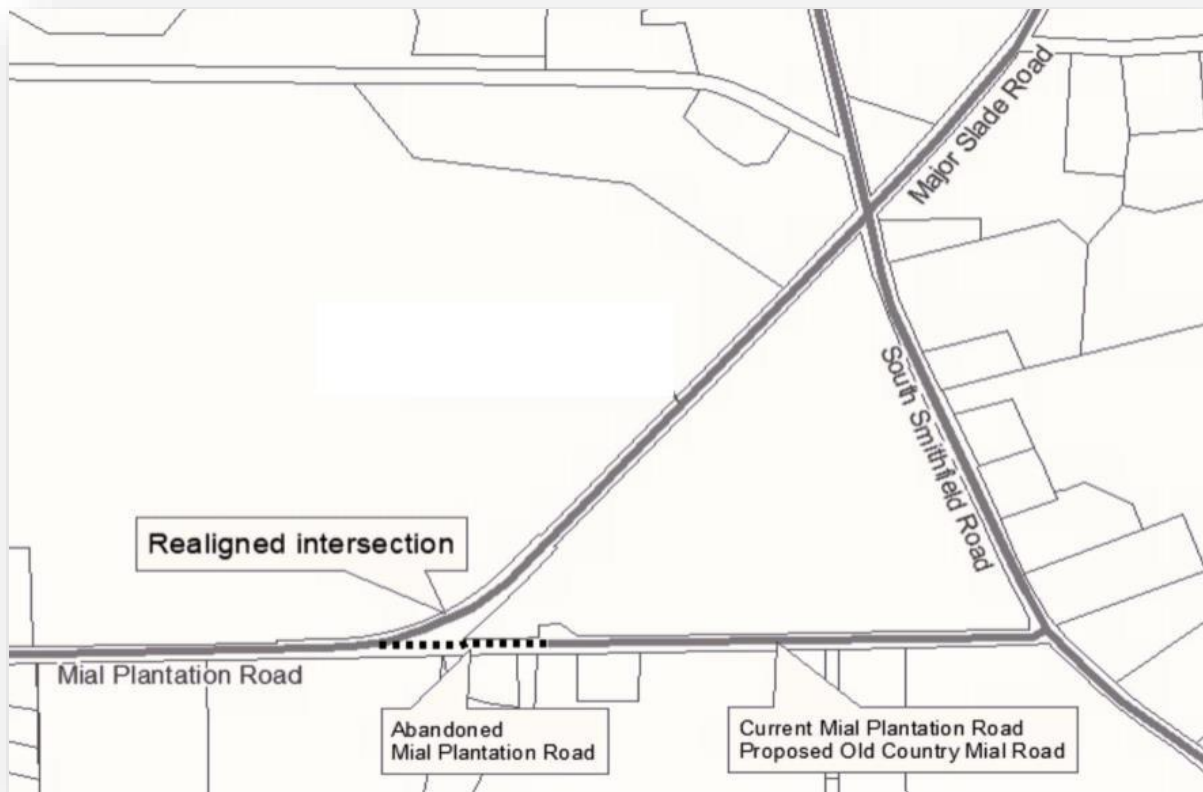 Major Slade Road
South Smithfield Road
Realigned intersection
Mial Plantation Road
Abandoned
Mial Plantation Road
Current Mial Plantation Road
Proposed Old Country Mial Road